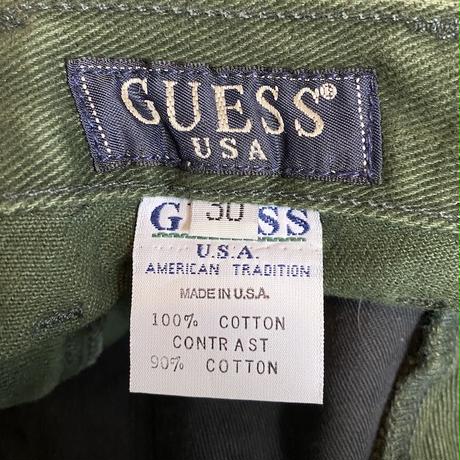 GUESS®
USA
G 30 SS
U.S.A.
AMERICAN TRADITION
MADE IN U.S.A.
100% COTTON
CONTRAST
90% COTTON